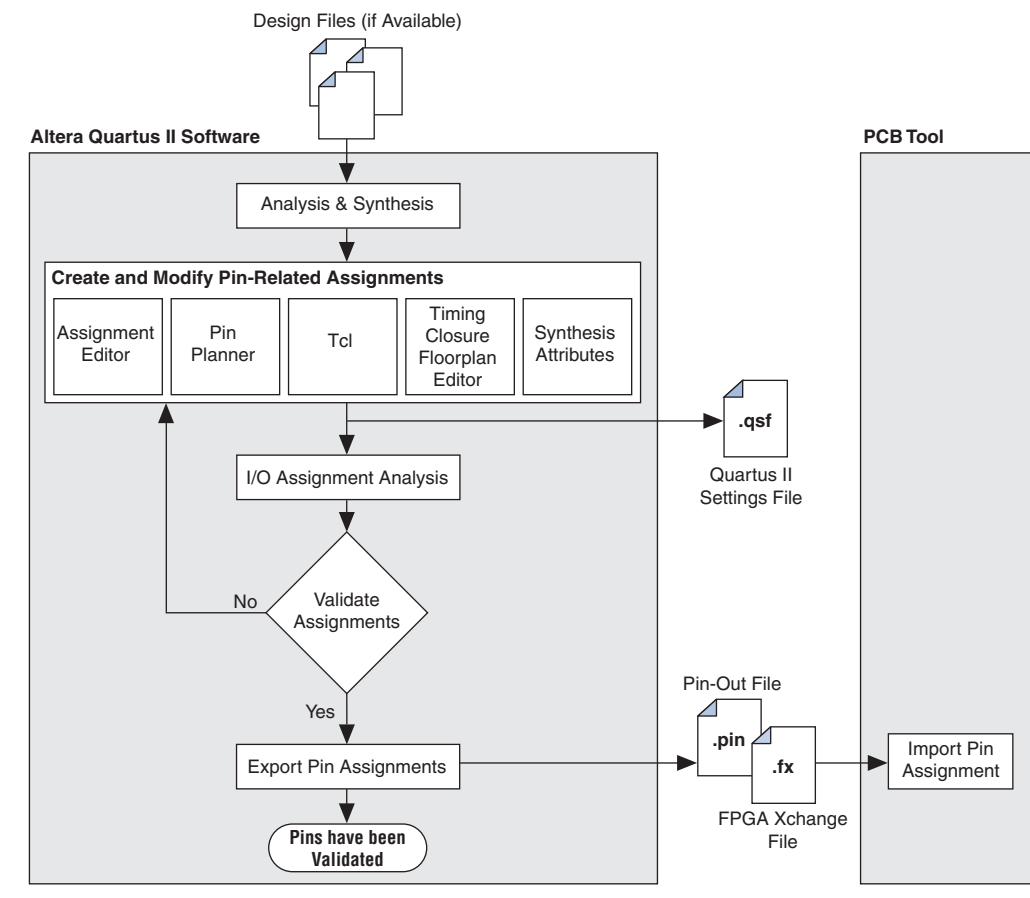 Design Files (if Available)
Altera Quartus II Software
PCB Tool
Analysis & Synthesis
Create and Modify Pin-Related Assignments
Assignment
Editor
Pin
Planner
Tcl
Timing
Closure
Floorplan
Editor
Synthesis
Attributes
.qsf
Quartus II
Settings File
I/O Assignment Analysis
No
Validate
Assignments
Yes
Pin-Out File
.pin
.fx
FPGA Xchange
File
Export Pin Assignments
Import Pin
Assignment
Pins have been
Validated